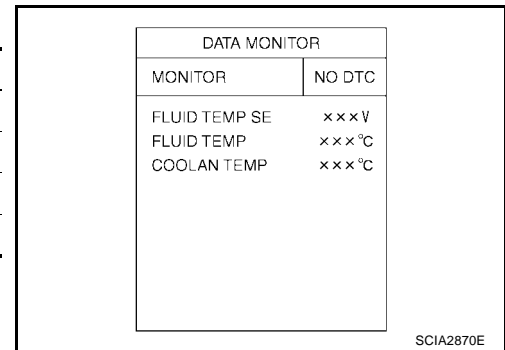 DATA MONITOR
MONITOR NO DTC
FLUID TEMP SE ×××V
FLUID TEMP ×××°C
COOLAN TEMP ×××°C
SCIA2870E